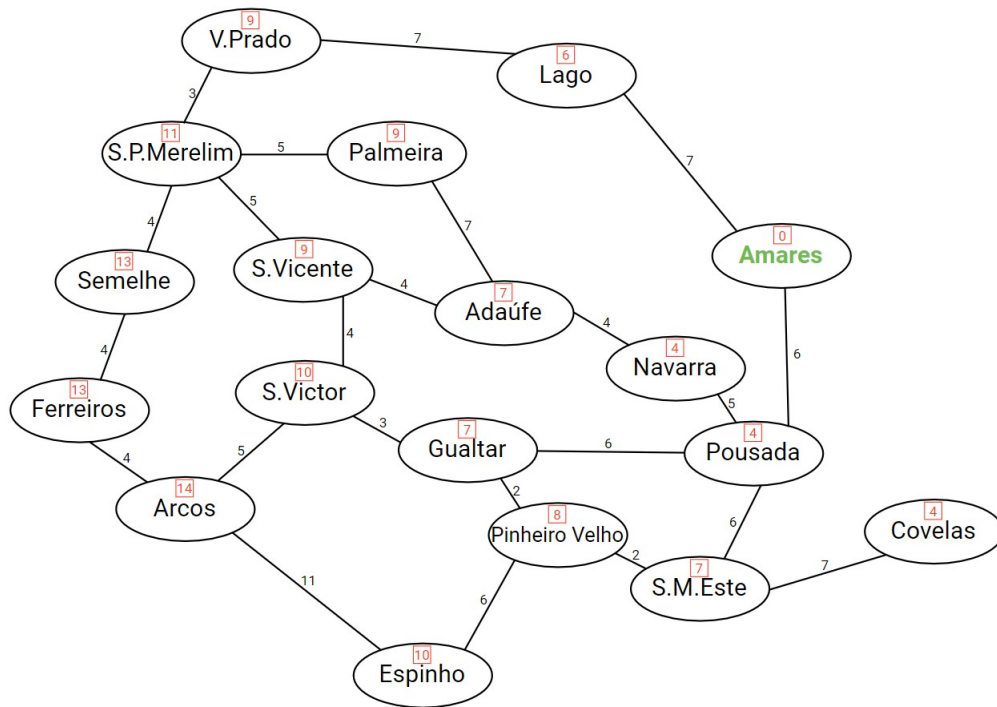 9
V.Prado
7
6
Lago
3
11
S.P.Merelim
5
9
Palmeira
7
4
5
7
0
Amares
13
Semelhe
9
S.Vicente
4
7
Adaúfe
4
4
4
6
4
Navarra
13
Ferreiros
10
S.Victor
5
3
7
Gualtar
6
4
Pousada
4
5
14
Arcos
2
8
Pinheiro Velho
6
2
7
S.M.Este
7
4
Covelas
11
6
10
Espinho